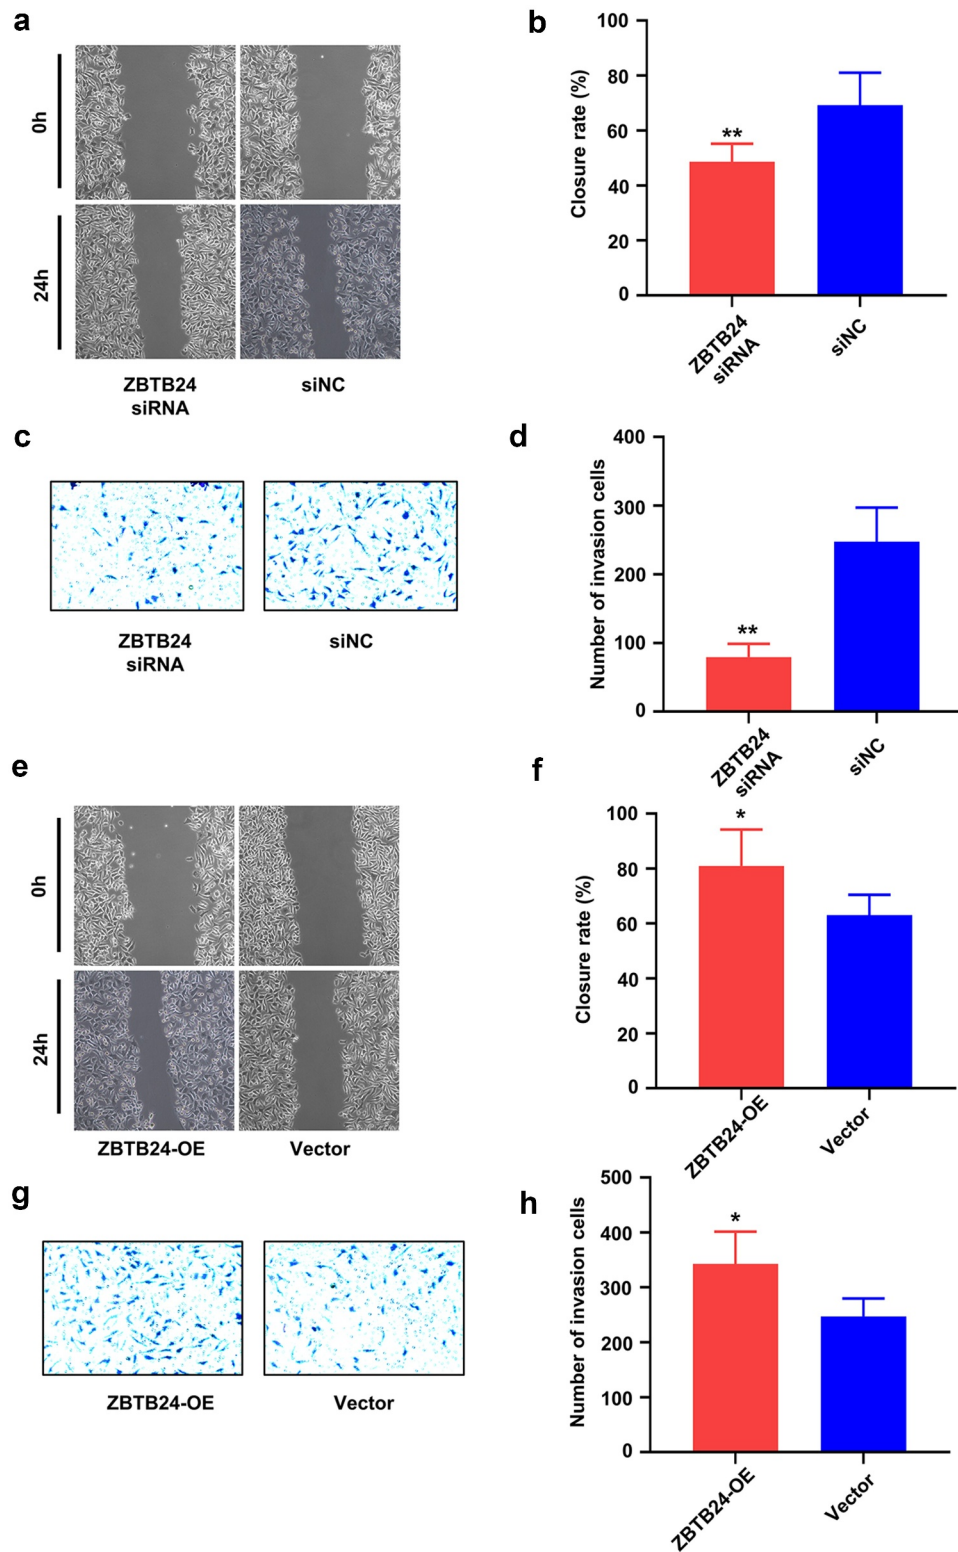 a
0h
24h
ZBTB24
siRNA
siNC
b
Closure rate (%)
100
80
60
40
20
0
**
ZBTB24
siRNA
siNC
c
ZBTB24
siRNA
siNC
d
Number of invasion cells
400
300
200
100
0
**
ZBTB24
siRNA
siNC
e
0h
24h
ZBTB24-OE
Vector
f
Closure rate (%)
100
80
60
40
20
0
*
ZBTB24-OE
Vector
g
ZBTB24-OE
Vector
h
Number of invasion cells
500
400
300
200
100
0
*
ZBTB24-OE
Vector